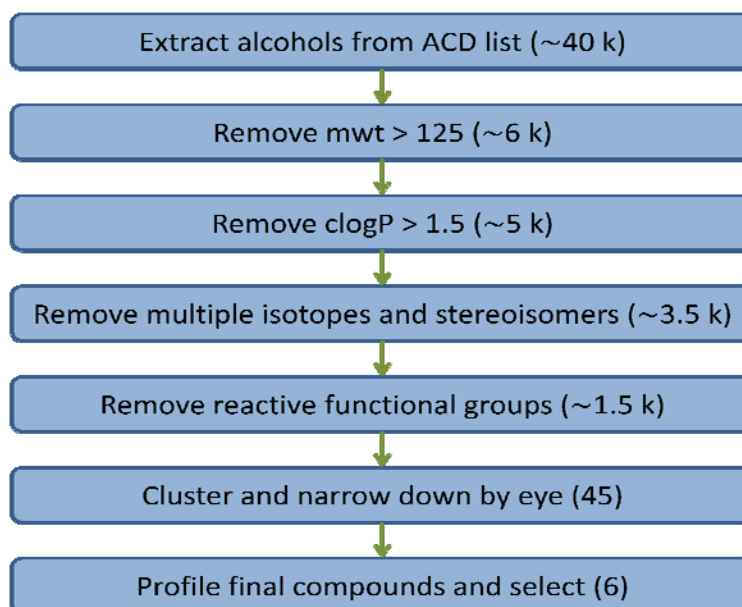 Extract alcohols from ACD list (~40 k)
Remove mwt > 125 (~6 k)
Remove clogP > 1.5 (~5 k)
Remove multiple isotopes and stereoisomers (~3.5 k)
Remove reactive functional groups (~1.5 k)
Cluster and narrow down by eye (45)
Profile final compounds and select (6)